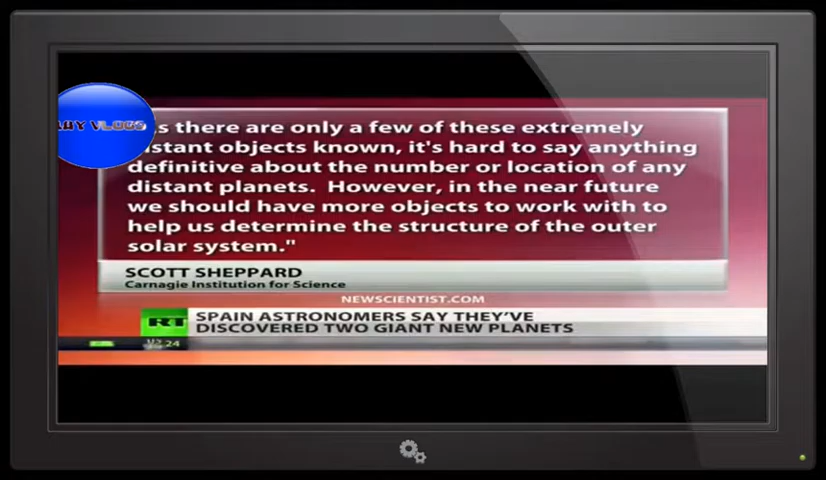 VLOGS
s there are only a few of these extremely
distant objects known, it's hard to say anything
definitive about the number or location of any
distant planets. However, in the near future
we should have more objects to work with to
help us determine the structure of the outer
solar system."
SCOTT SHEPPARD
Carnagie Institution for Science
NEWSCIENTIST.COM
RT
SPAIN ASTRONOMERS SAY THEY'VE
DISCOVERED TWO GIANT NEW PLANETS